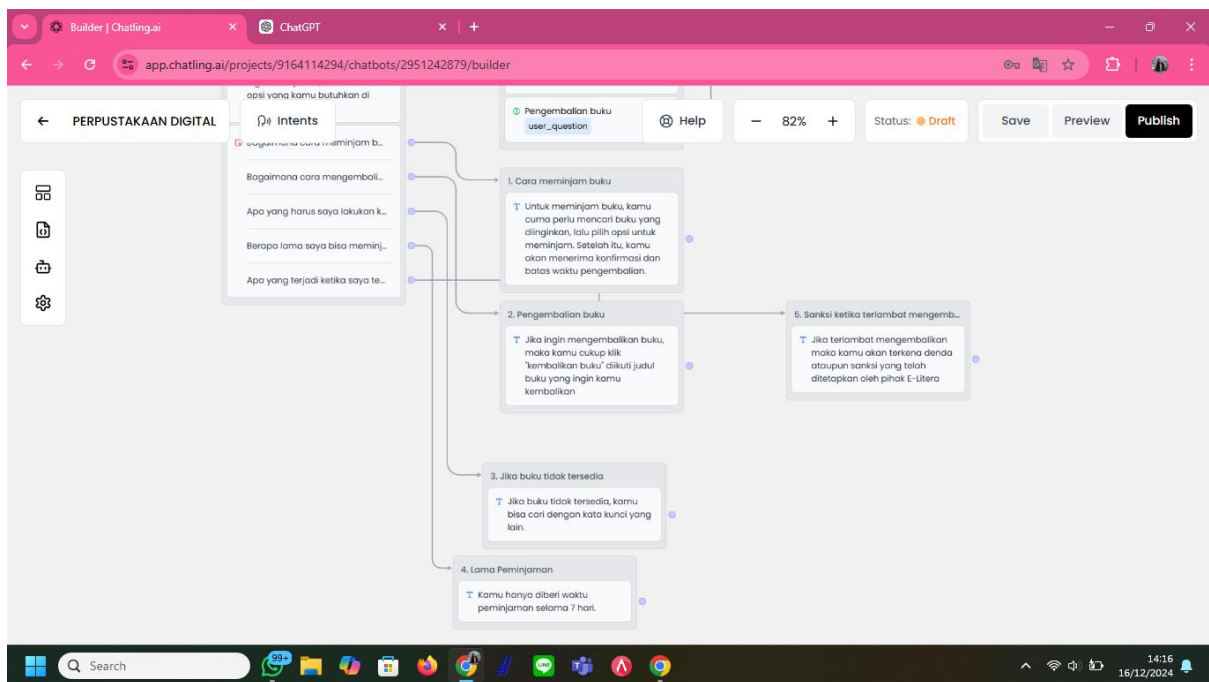 Builder | Chatling.ai
ChatGPT
app.chatling.ai/projects/9164114294/chatbots/2951242879/builder
PERPUSTAKAAN DIGITAL
Intents
Help
82%
Status: Draft
Save
Preview
Publish
opsi yang kamu butuhkan di
Bagaimana cara meminjam b...
Bagaimana cara mengembali...
Apa yang harus saya lakukan k...
Berapa lama saya bisa meminj...
Apa yang terjadi ketika saya te...
Pengembalian buku
user_question
1. Cara meminjam buku
Untuk meminjam buku, kamu
cuma perlu mencari buku yang
diinginkan, lalu pilih opsi untuk
meminjam. Setelah itu, kamu
akan menerima konfirmasi dan
batas waktu pengembalian.
2. Pengembalian buku
Jika ingin mengembalikan buku,
maka kamu cukup klik
"kembalikan buku" diikuti judul
buku yang ingin kamu
kembalikan
5. Sanksi ketika terlambat mengemb...
Jika terlambat mengembalikan
maka kamu akan terkena denda
ataupun sanksi yang telah
ditetapkan oleh pihak E-Litera
3. Jika buku tidak tersedia
Jika buku tidak tersedia, kamu
bisa cari dengan kata kunci yang
lain.
4. Lama Peminjaman
Kamu hanya diberi waktu
peminjaman selama 7 hari.
Search
99+
LINE
14:16
16/12/2024